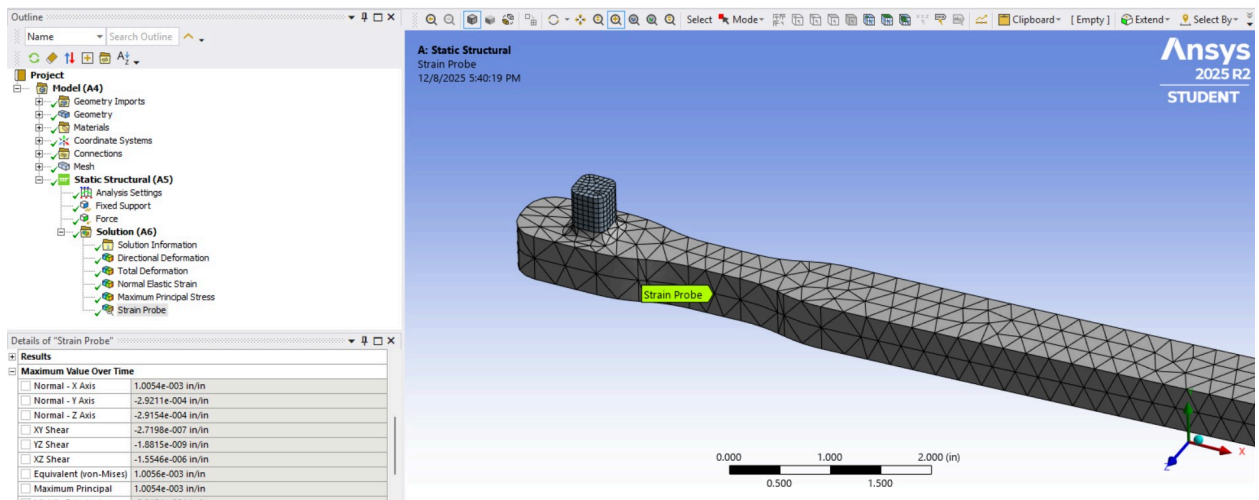 Outline
Name Search Outline
Project
Model (A4)
Geometry Imports
Geometry
Materials
Coordinate Systems
Connections
Mesh
Static Structural (A5)
Analysis Settings
Fixed Support
Force
Solution (A6)
Solution Information
Directional Deformation
Total Deformation
Normal Elastic Strain
Maximum Principal Stress
Strain Probe
Details of "Strain Probe"
Results
Maximum Value Over Time
Normal - X Axis 1.0054e-003 in/in
Normal - Y Axis -2.9211e-004 in/in
Normal - Z Axis -2.9154e-004 in/in
XY Shear -2.7198e-007 in/in
YZ Shear -1.8815e-009 in/in
XZ Shear -1.5546e-006 in/in
Equivalent (von-Mises) 1.0056e-003 in/in
Maximum Principal 1.0054e-003 in/in
Select Mode Clipboard [ Empty ] Extend Select By
A: Static Structural
Strain Probe
12/8/2025 5:40:19 PM
Ansys
2025 R2
STUDENT
Strain Probe
0.000 1.000 2.000 (in)
0.500 1.500
X
Z